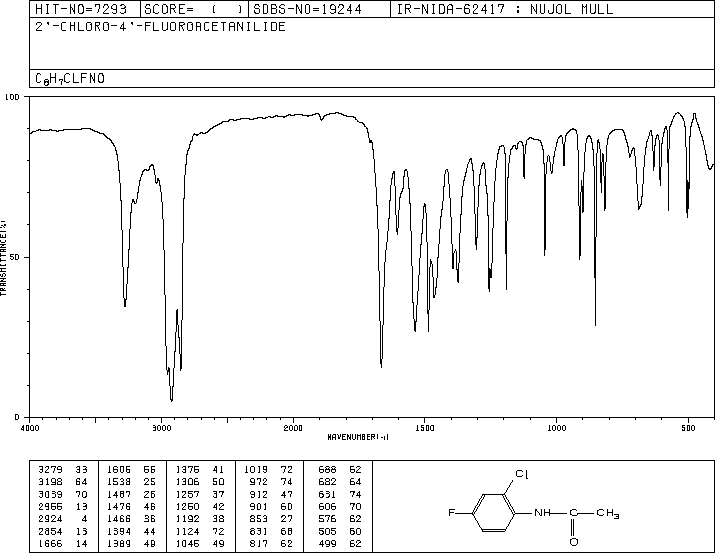 HIT-NO=7293 SCORE= ( ) SDBS-NO=19244 IR-NIDA-62417 : NUJOL MULL
2'-CHLORO-4'-FLUOROACETANILIDE
C8H7CLFNO
100
50
0
TRANSMITTANCE(%)
4000 3000 2000 1500 1000 500
WAVENUMBER(-1)
3279 33 1606 55 1376 41 1019 72 688 62
3198 64 1538 25 1306 50 972 74 682 64
3039 70 1487 25 1257 37 912 47 631 74
2955 13 1476 46 1250 42 901 60 606 70
2924 4 1466 36 1192 38 853 27 576 62
2854 13 1394 44 1124 72 831 68 505 60
1666 14 1389 49 1045 49 817 62 499 62
Cl
F NH C CH3
O